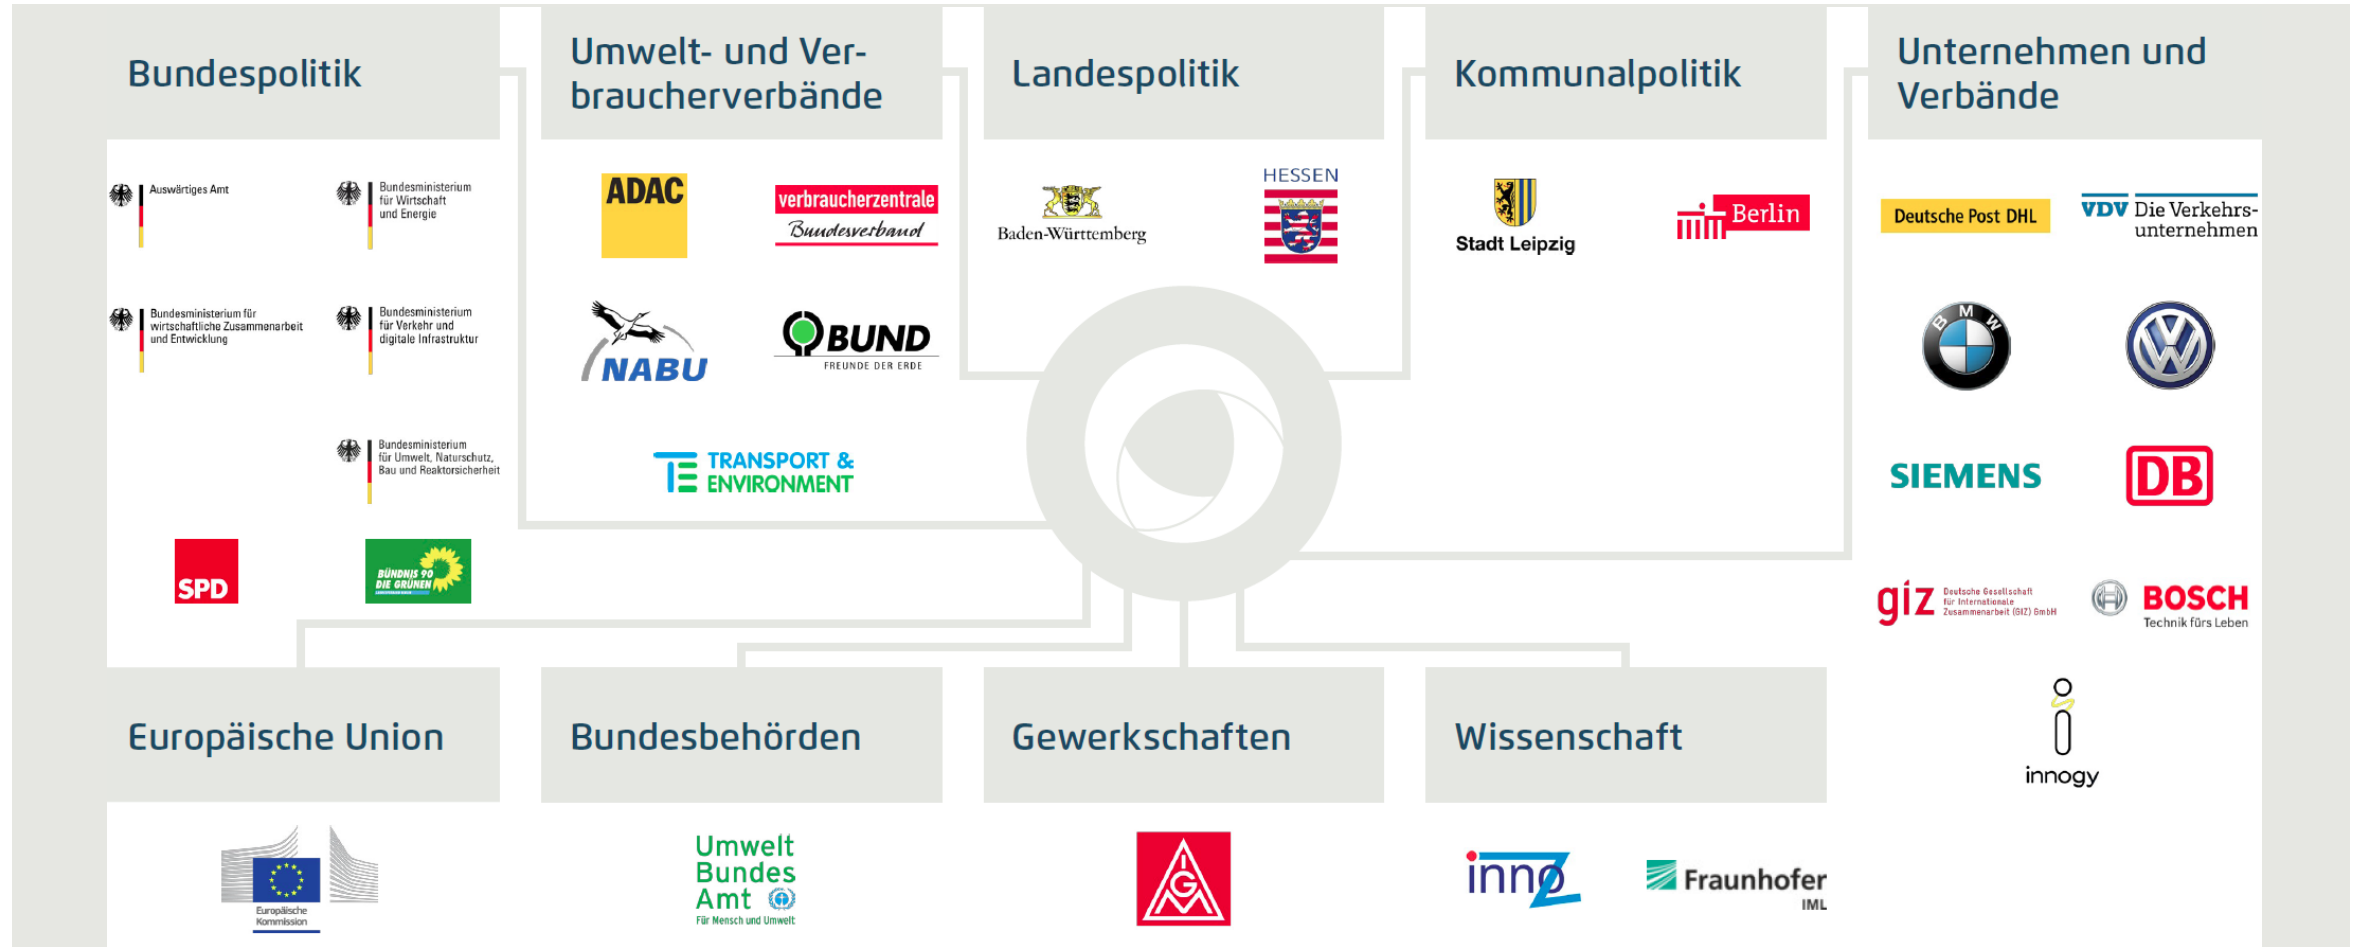 Bundespolitik
Auswärtiges Amt
Bundesministerium
für Wirtschaft
und Energie
Bundesministerium für
wirtschaftliche Zusammenarbeit
und Entwicklung
Bundesministerium
für Verkehr und
digitale Infrastruktur
Bundesministerium
für Umwelt, Naturschutz,
Bau und Reaktorsicherheit
SPD
BÜNDNIS 90
DIE GRÜNEN
Umwelt- und Ver-
braucherverbände
ADAC
verbraucherzentrale
Bundesverband
NABU
BUND
FREUNDE DER ERDE
TE TRANSPORT &
ENVIRONMENT
Landespolitik
Baden-Württemberg
HESSEN
Kommunalpolitik
Stadt Leipzig
Berlin
Unternehmen und
Verbände
Deutsche Post DHL
VDV Die Verkehrs-
unternehmen
BMW
VW
SIEMENS
DB
giz Deutsche Gesellschaft
für Internationale
Zusammenarbeit (GIZ) GmbH
BOSCH
Technik fürs Leben
innogy
Europäische Union
Europäische
Kommission
Bundesbehörden
Umwelt
Bundes
Amt
Für Mensch und Umwelt
Gewerkschaften
IGM
Wissenschaft
innoZ
Fraunhofer
IML